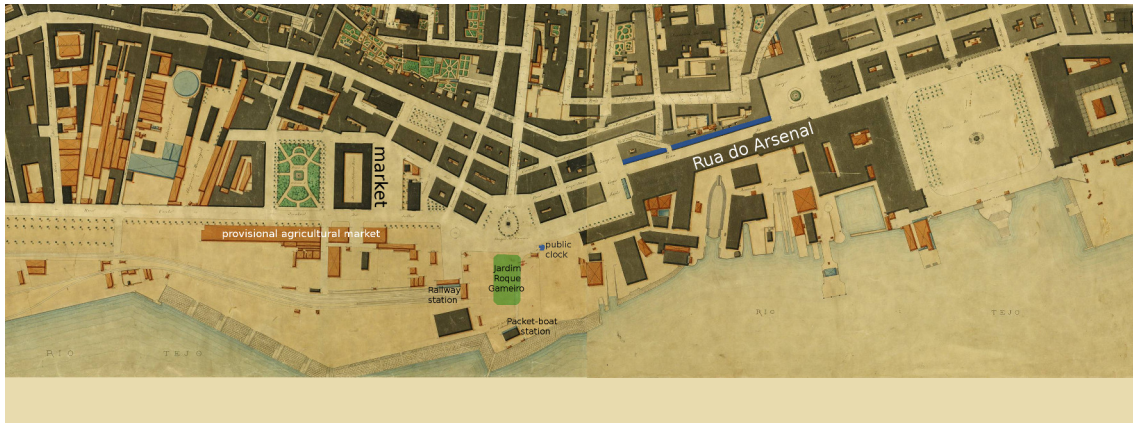 Rua do Arsenal
market
provisional agricultural market
public
clock
Jardim
Roque
Gameiro
Railway
station
Packet-boat
station
RIO
TEJO
RIO
TEJO